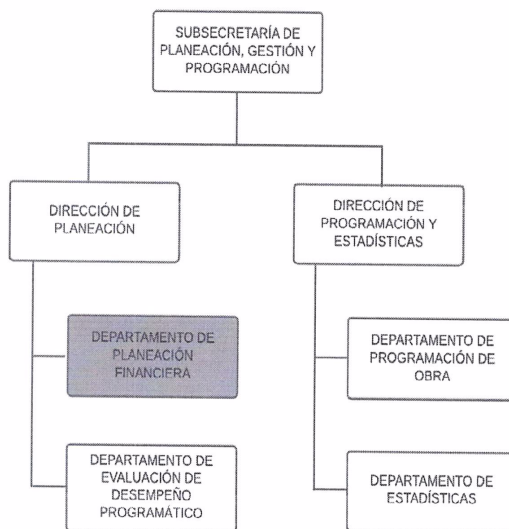 SUBSECRETARÍA DE
PLANEACIÓN, GESTIÓN Y
PROGRAMACIÓN
DIRECCIÓN DE
PLANEACIÓN
DIRECCIÓN DE
PROGRAMACIÓN Y
ESTADÍSTICAS
DEPARTAMENTO DE
PLANEACIÓN
FINANCIERA
DEPARTAMENTO DE
PROGRAMACIÓN DE
OBRA
DEPARTAMENTO DE
EVALUACIÓN DE
DESEMPEÑO
PROGRAMÁTICO
DEPARTAMENTO DE
ESTADÍSTICAS